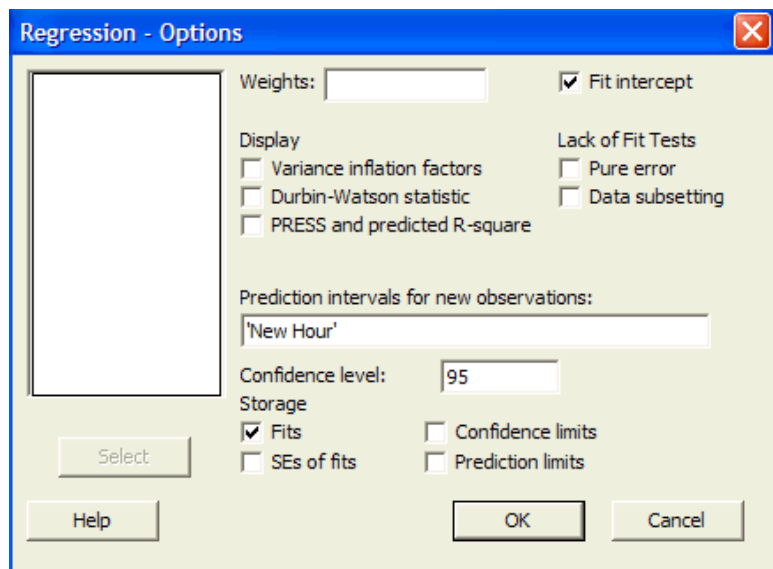 Regression - Options
Weights:
Fit intercept
Display
Lack of Fit Tests
Variance inflation factors
Pure error
Durbin-Watson statistic
Data subsetting
PRESS and predicted R-square
Prediction intervals for new observations:
'New Hour'
Confidence level: 95
Storage
Fits
Confidence limits
Select
SEs of fits
Prediction limits
Help
OK
Cancel